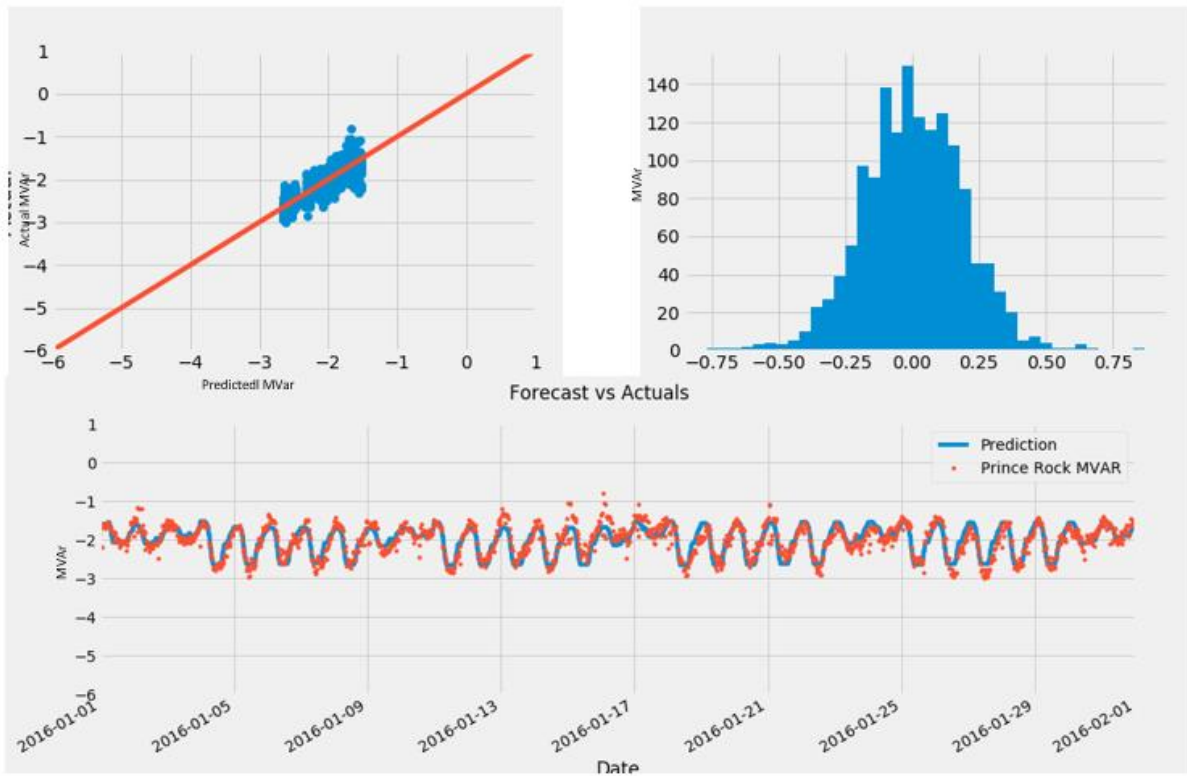 1
0
−1
−2
−3
−4
−5
−6
Actual MVAr
−6 −5 −4 −3 −2 −1 0 1
Predictedl MVar
140
120
100
80
60
40
20
0
MVAr
−0.75 −0.50 −0.25 0.00 0.25 0.50 0.75
Forecast vs Actuals
1
0
−1
−2
−3
−4
−5
−6
MVAr
Prediction
Prince Rock MVAR
2016-01-01 2016-01-05 2016-01-09 2016-01-13 2016-01-17 2016-01-21 2016-01-25 2016-01-29 2016-02-01
Date